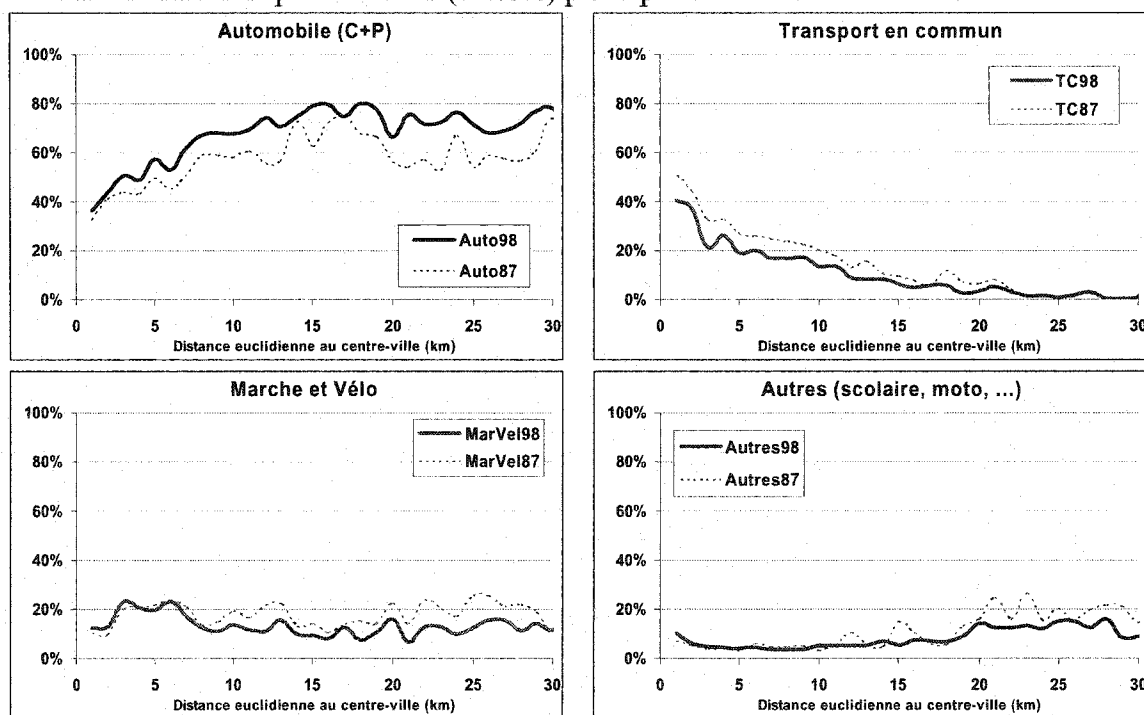 Automobile (C+P)
100%
80%
60%
40%
20%
0%
Auto98
Auto87
0 5 10 15 20 25 30
Distance euclidienne au centre-ville (km)
Transport en commun
100%
80%
60%
40%
20%
0%
TC98
TC87
0 5 10 15 20 25 30
Distance euclidienne au centre-ville (km)
Marche et Vélo
100%
80%
60%
40%
20%
0%
MarVel98
MarVel87
0 5 10 15 20 25 30
Distance euclidienne au centre-ville (km)
Autres (scolaire, moto, ...)
100%
80%
60%
40%
20%
0%
Autres98
Autres87
0 5 10 15 20 25 30
Distance euclidienne au centre-ville (km)